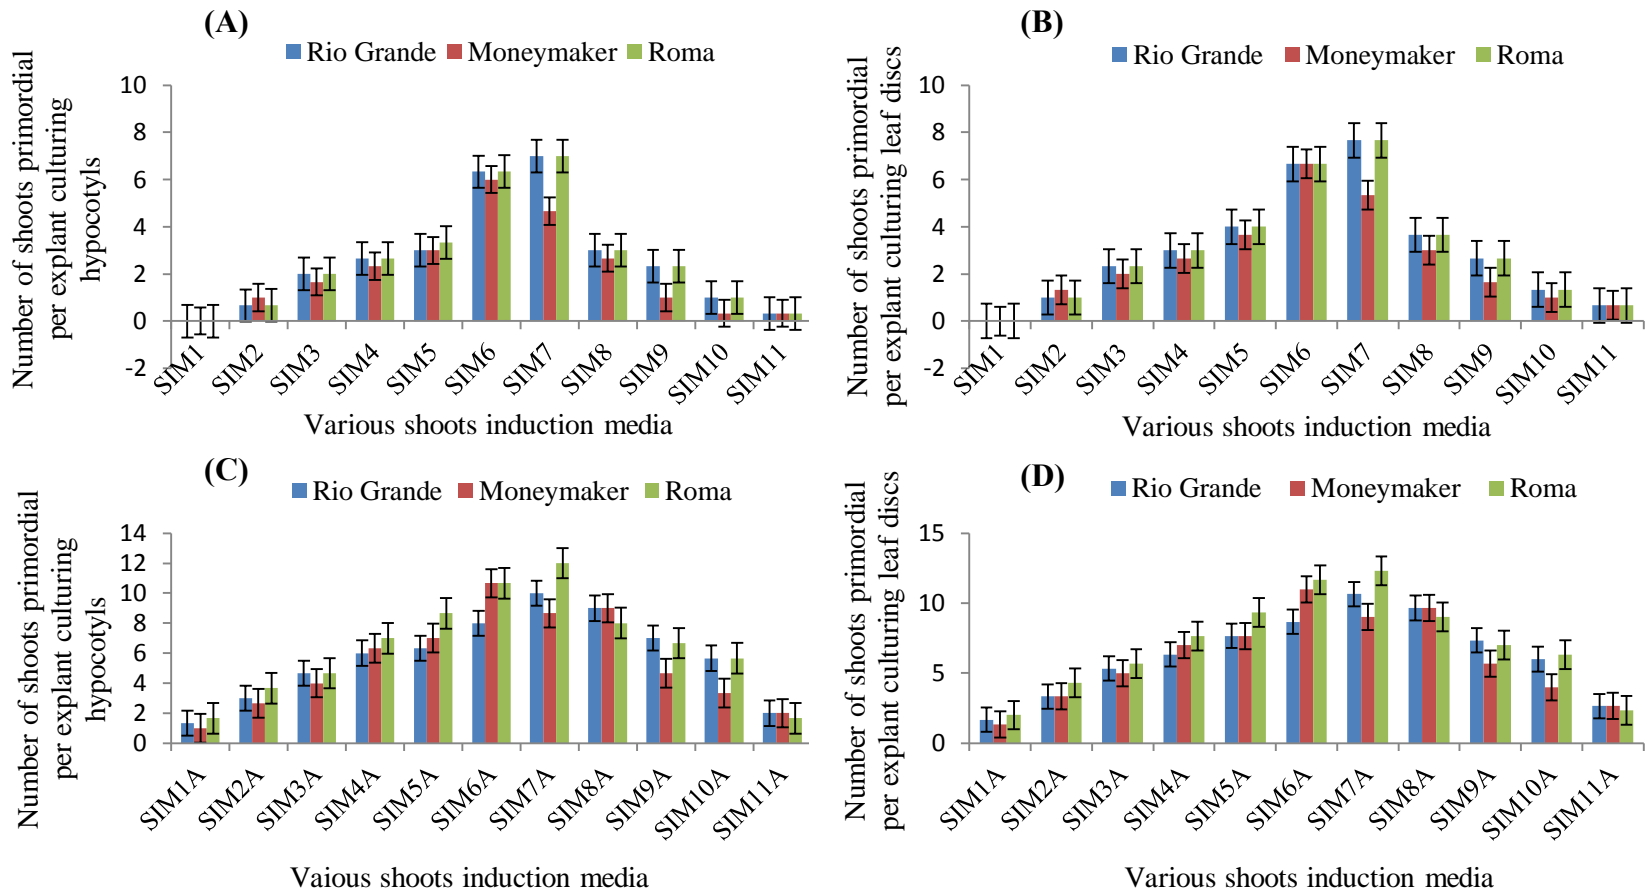 (A)
Rio Grande Moneymaker Roma
Number of shoots primordial
per explant culturing
hypocotyls
10
8
6
4
2
0
-2
SIM1 SIM2 SIM3 SIM4 SIM5 SIM6 SIM7 SIM8 SIM9 SIM10 SIM11
Various shoots induction media
(B)
Rio Grande Moneymaker Roma
Number of shoots primordial
per explant culturing leaf discs
10
8
6
4
2
0
-2
SIM1 SIM2 SIM3 SIM4 SIM5 SIM6 SIM7 SIM8 SIM9 SIM10 SIM11
Various shoots induction media
(C)
Rio Grande Moneymaker Roma
Number of shoots primordial
per explant culturing
hypocotyls
14
12
10
8
6
4
2
0
SIM1A SIM2A SIM3A SIM4A SIM5A SIM6A SIM7A SIM8A SIM9A SIM10A SIM11A
Vaious shoots induction media
(D)
Rio Grande Moneymaker Roma
Number of shoots primordial
per explant culturing leaf discs
15
10
5
0
SIM1A SIM2A SIM3A SIM4A SIM5A SIM6A SIM7A SIM8A SIM9A SIM10A SIM11A
Various shoots induction media